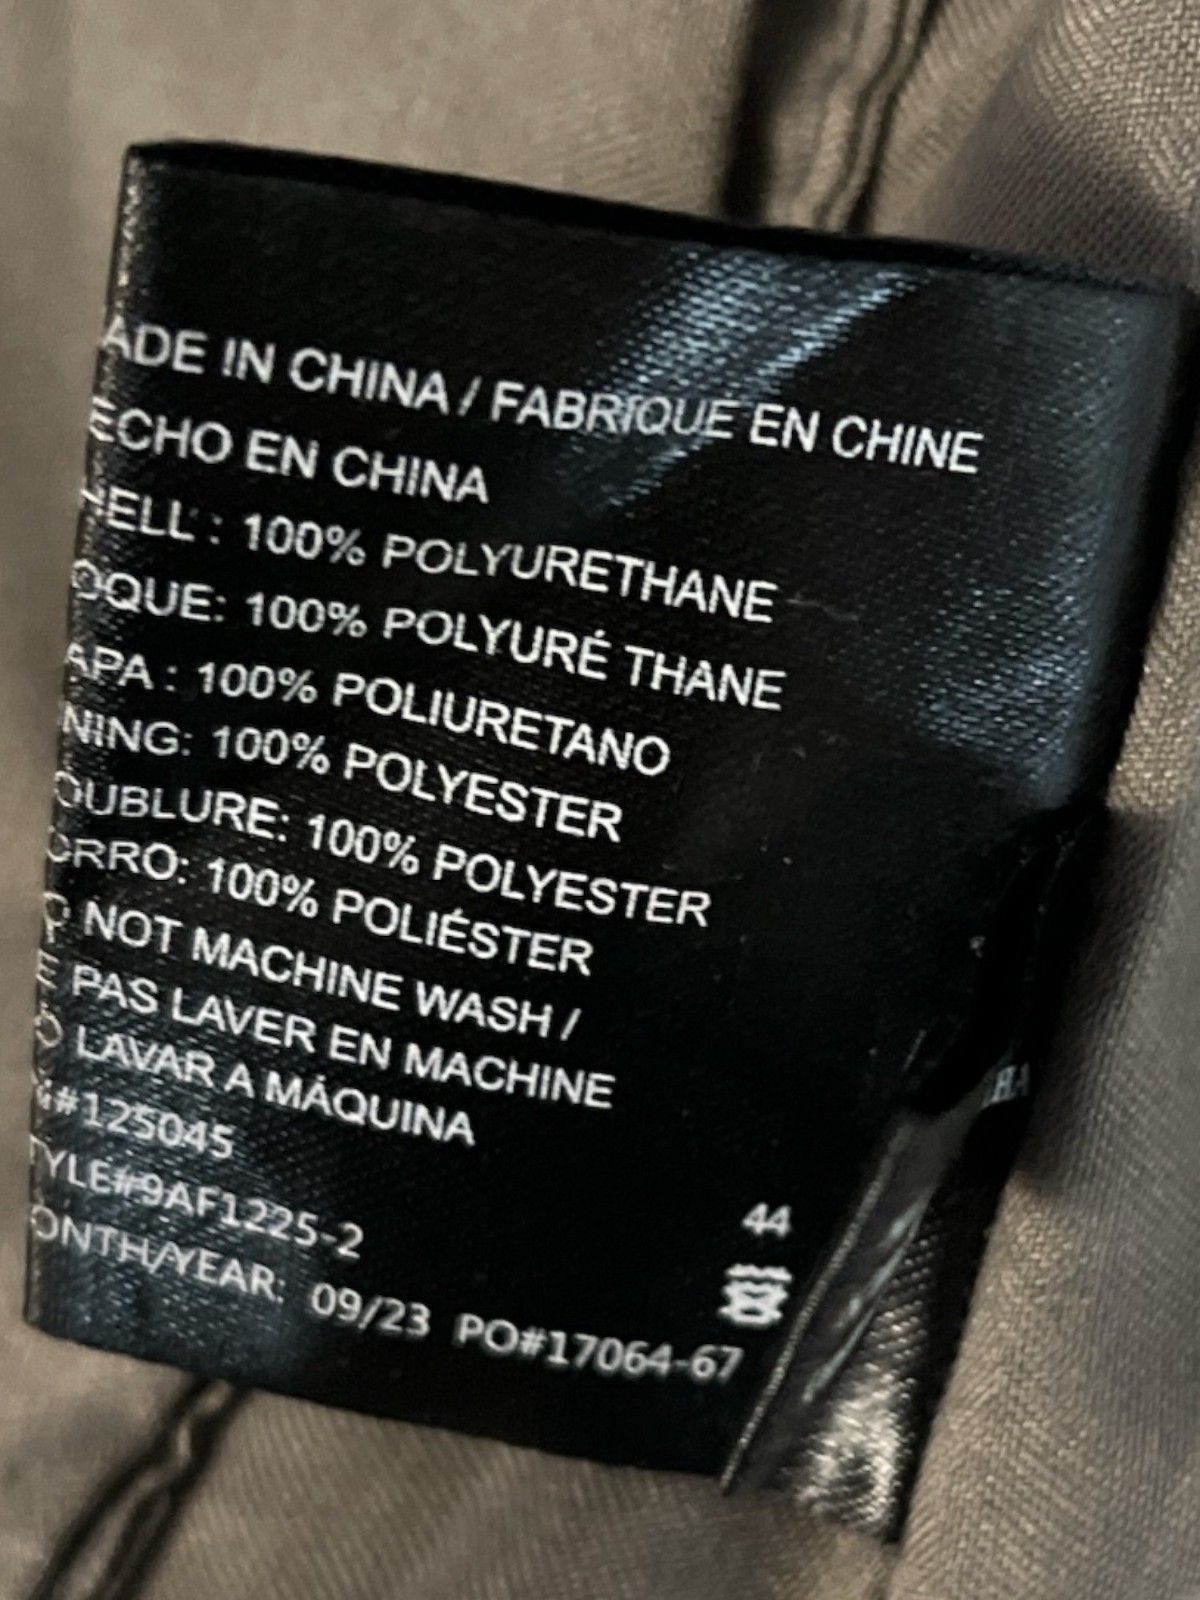 ADE IN CHINA / FABRIQUÉ EN CHINE
ECHO EN CHINA
HELL : 100% POLYURETHANE
OQUE: 100% POLYURÉ THANE
APA : 100% POLIURETANO
NING: 100% POLYESTER
OUBLURE: 100% POLYESTER
ORRO: 100% POLIÉSTER
O NOT MACHINE WASH /
E PAS LAVER EN MACHINE
O LAVAR A MÁQUINA
#125045
TYLE#9AF1225-2
44
ONTH/YEAR: 09/23 PO#17064-67